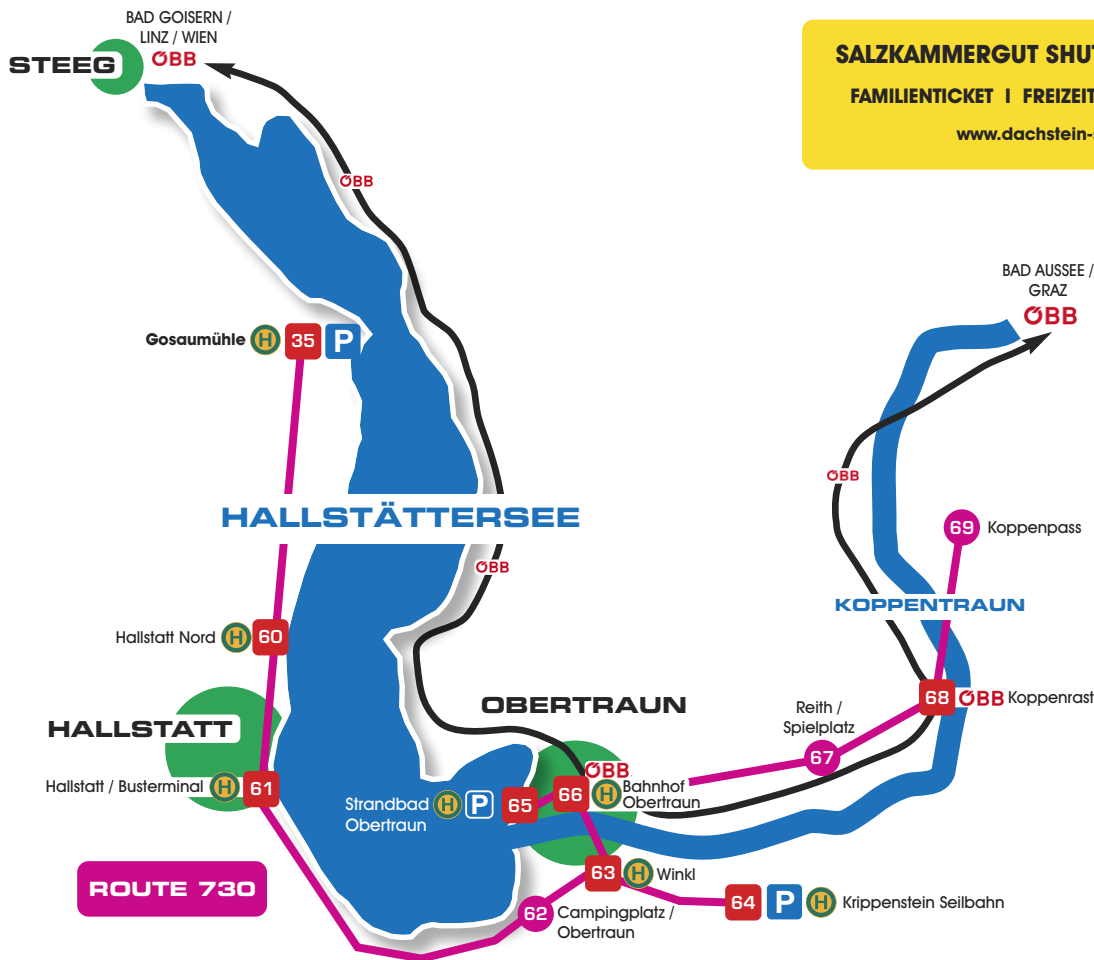 BAD GOISERN /
LINZ / WIEN
ÖBB
STEEG
SALZKAMMERGUT
FAMILIENTICKET I
www.dachstein-
ÖBB
BAD AUSSEE /
GRAZ
ÖBB
Gosaumühle H 35 P
ÖBB
HALLSTÄTTERSEE
69 Koppenpass
ÖBB
KOPPENTRAUN
Hallstatt Nord H 60
68 ÖBB Koppenrast
OBERTRAUN
Reith /
Spielplatz
67
HALLSTATT
Hallstatt / Busterminal H 61
ÖBB
66 H Bahnhof
Obertraun
Strandbad H P 65
Obertraun
63 H Winkl
ROUTE 730
64 P H Krippenstein Seilbahn
62 Campingplatz /
Obertraun